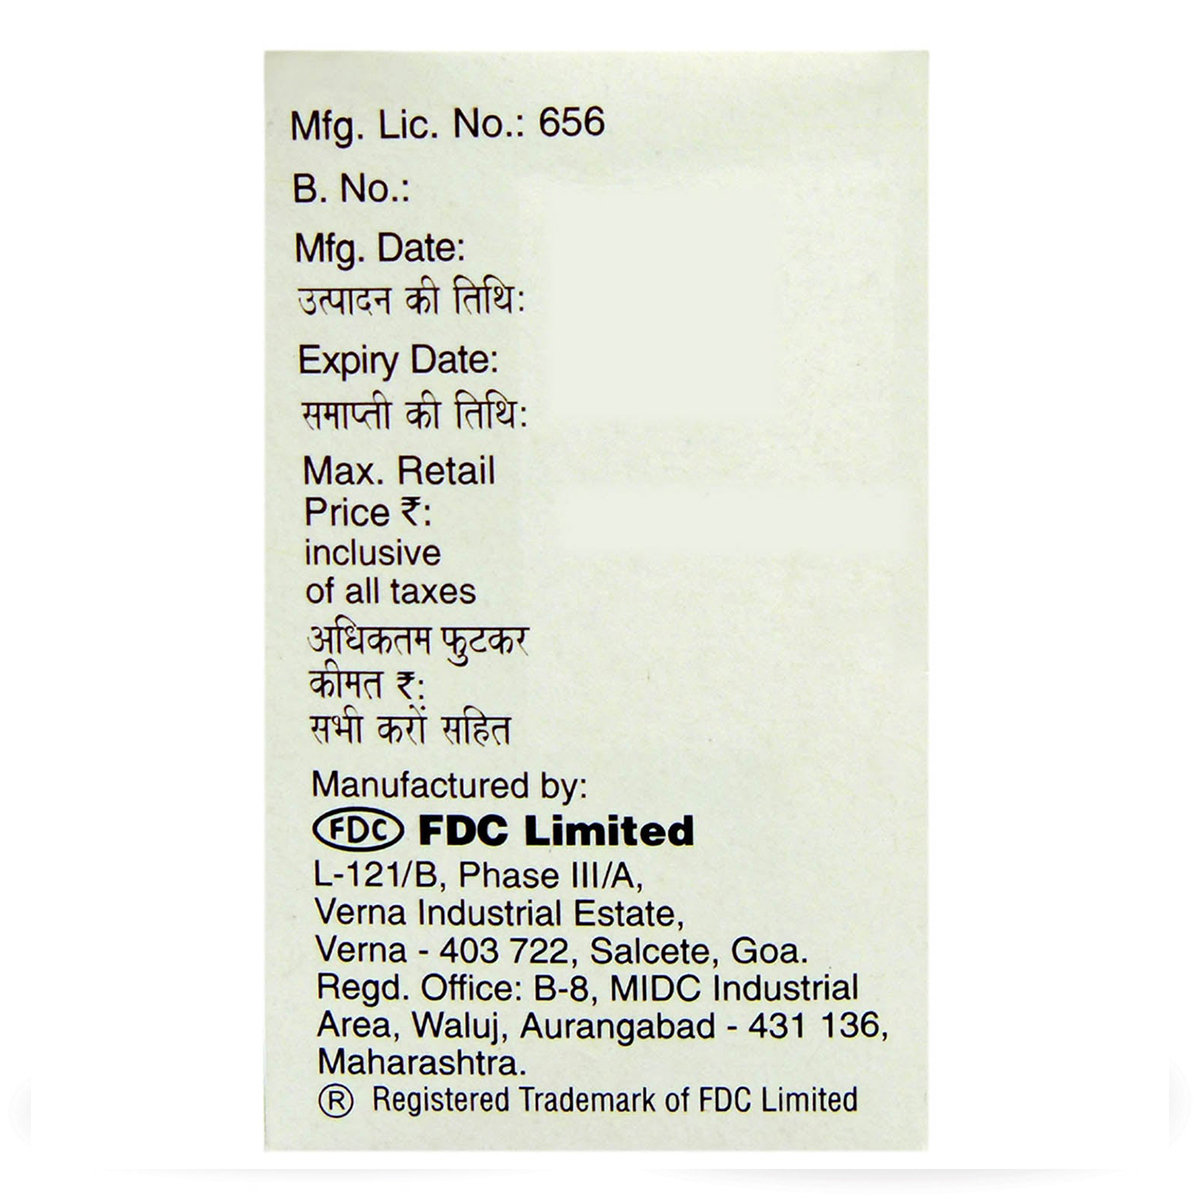 Mfg. Lic. No.: 656
B. No.:
Mfg. Date:
उत्पादन की तिथि:
Expiry Date:
समाप्ती की तिथि:
Max. Retail
Price ₹:
inclusive
of all taxes
अधिकतम फुटकर
कीमत ₹:
सभी करों सहित
Manufactured by:
FDC FDC Limited
L-121/B, Phase III/A,
Verna Industrial Estate,
Verna - 403 722, Salcete, Goa.
Regd. Office: B-8, MIDC Industrial
Area, Waluj, Aurangabad - 431 136,
Maharashtra.
® Registered Trademark of FDC Limited